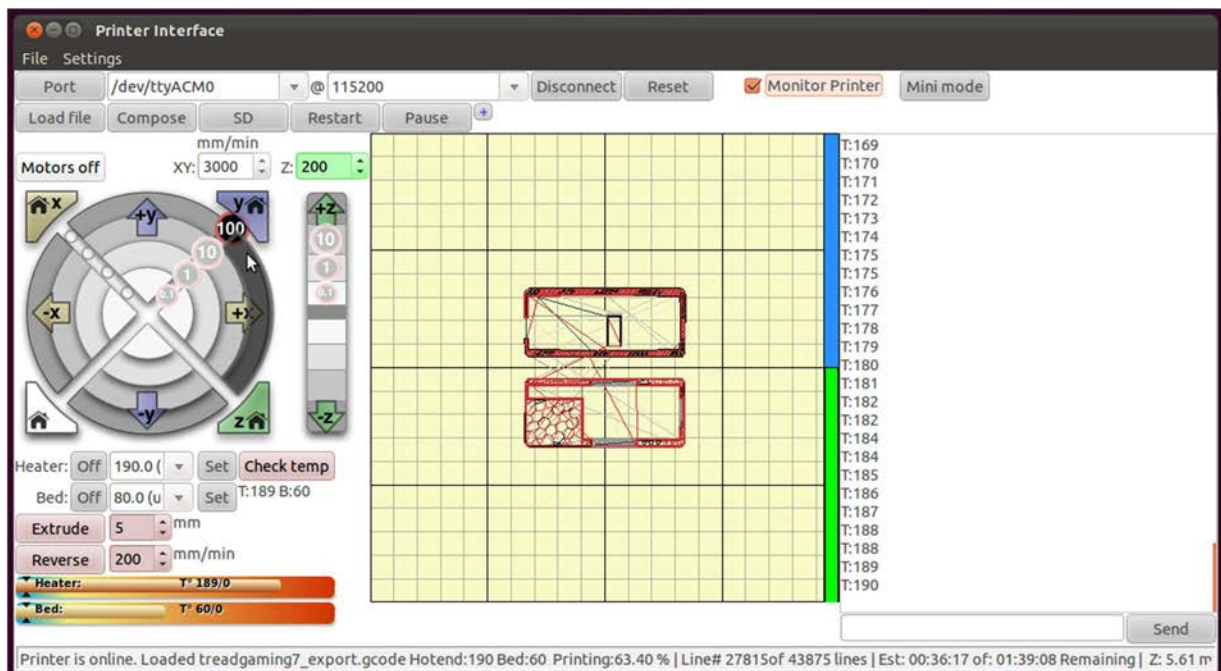 Printer Interface
File Settings
Port /dev/ttyACM0 @ 115200 Disconnect Reset Monitor Printer Mini mode
Load file Compose SD Restart Pause +
mm/min
Motors off XY: 3000 Z: 200
x
y
+y
100
10
1
0.1
-x
+x
-y
z
+z
10
1
0.1
-z
Heater: Off 190.0 ( Set Check temp
Bed: Off 80.0 (u Set T:189 B:60
Extrude 5 mm
Reverse 200 mm/min
Heater: T° 189/0
Bed: T° 60/0
T:169
T:170
T:171
T:172
T:173
T:174
T:175
T:175
T:176
T:177
T:178
T:179
T:180
T:181
T:182
T:182
T:184
T:184
T:185
T:186
T:187
T:188
T:188
T:189
T:190
Send
Printer is online. Loaded treadgaming7_export.gcode Hotend:190 Bed:60 Printing:63.40 % | Line# 27815of 43875 lines | Est: 00:36:17 of: 01:39:08 Remaining | Z: 5.61 m